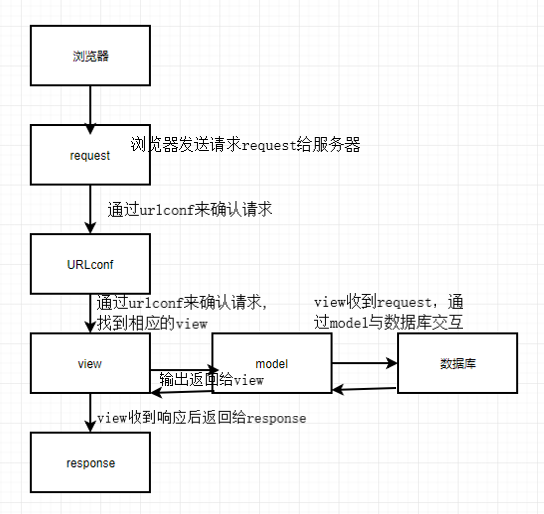 浏览器
浏览器发送请求request给服务器
request
通过urlconf来确认请求
URLconf
通过urlconf来确认请求,
找到相应的view
view收到request, 通
过model与数据库交互
view
model
数据库
输出返回给view
view收到响应后返回给response
response